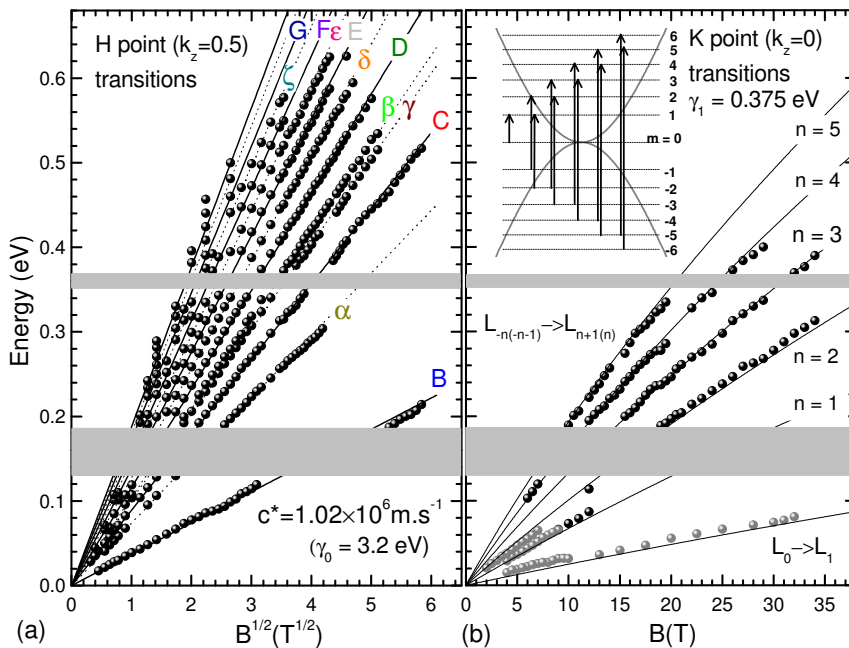 H point (k_z=0.5)
transitions
G F ε E
D
δ
ζ
β γ
C
α
B
c*=1.02×10^6 m.s^-1
(γ_0 = 3.2 eV)
0.6
0.5
0.4
0.3
0.2
0.1
0.0
Energy (eV)
0 1 2 3 4 5 6
B^1/2(T^1/2)
(a)
K point (k_z=0)
transitions
γ_1 = 0.375 eV
6
5
4
3
2
1
m = 0
-1
-2
-3
-4
-5
-6
n = 5
n = 4
n = 3
n = 2
n = 1
L_-n(-n-1)->L_n+1(n)
L_0->L_1
5 10 15 20 25 30 35
B(T)
(b)